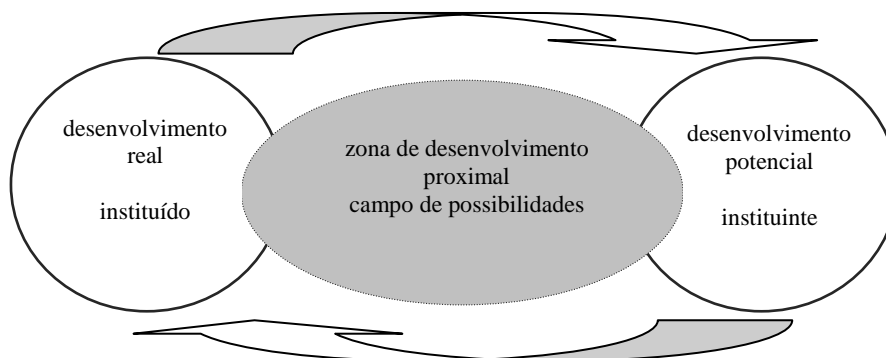 desenvolvimento
real
instituído
zona de desenvolvimento
proximal
campo de possibilidades
desenvolvimento
potencial
instituinte